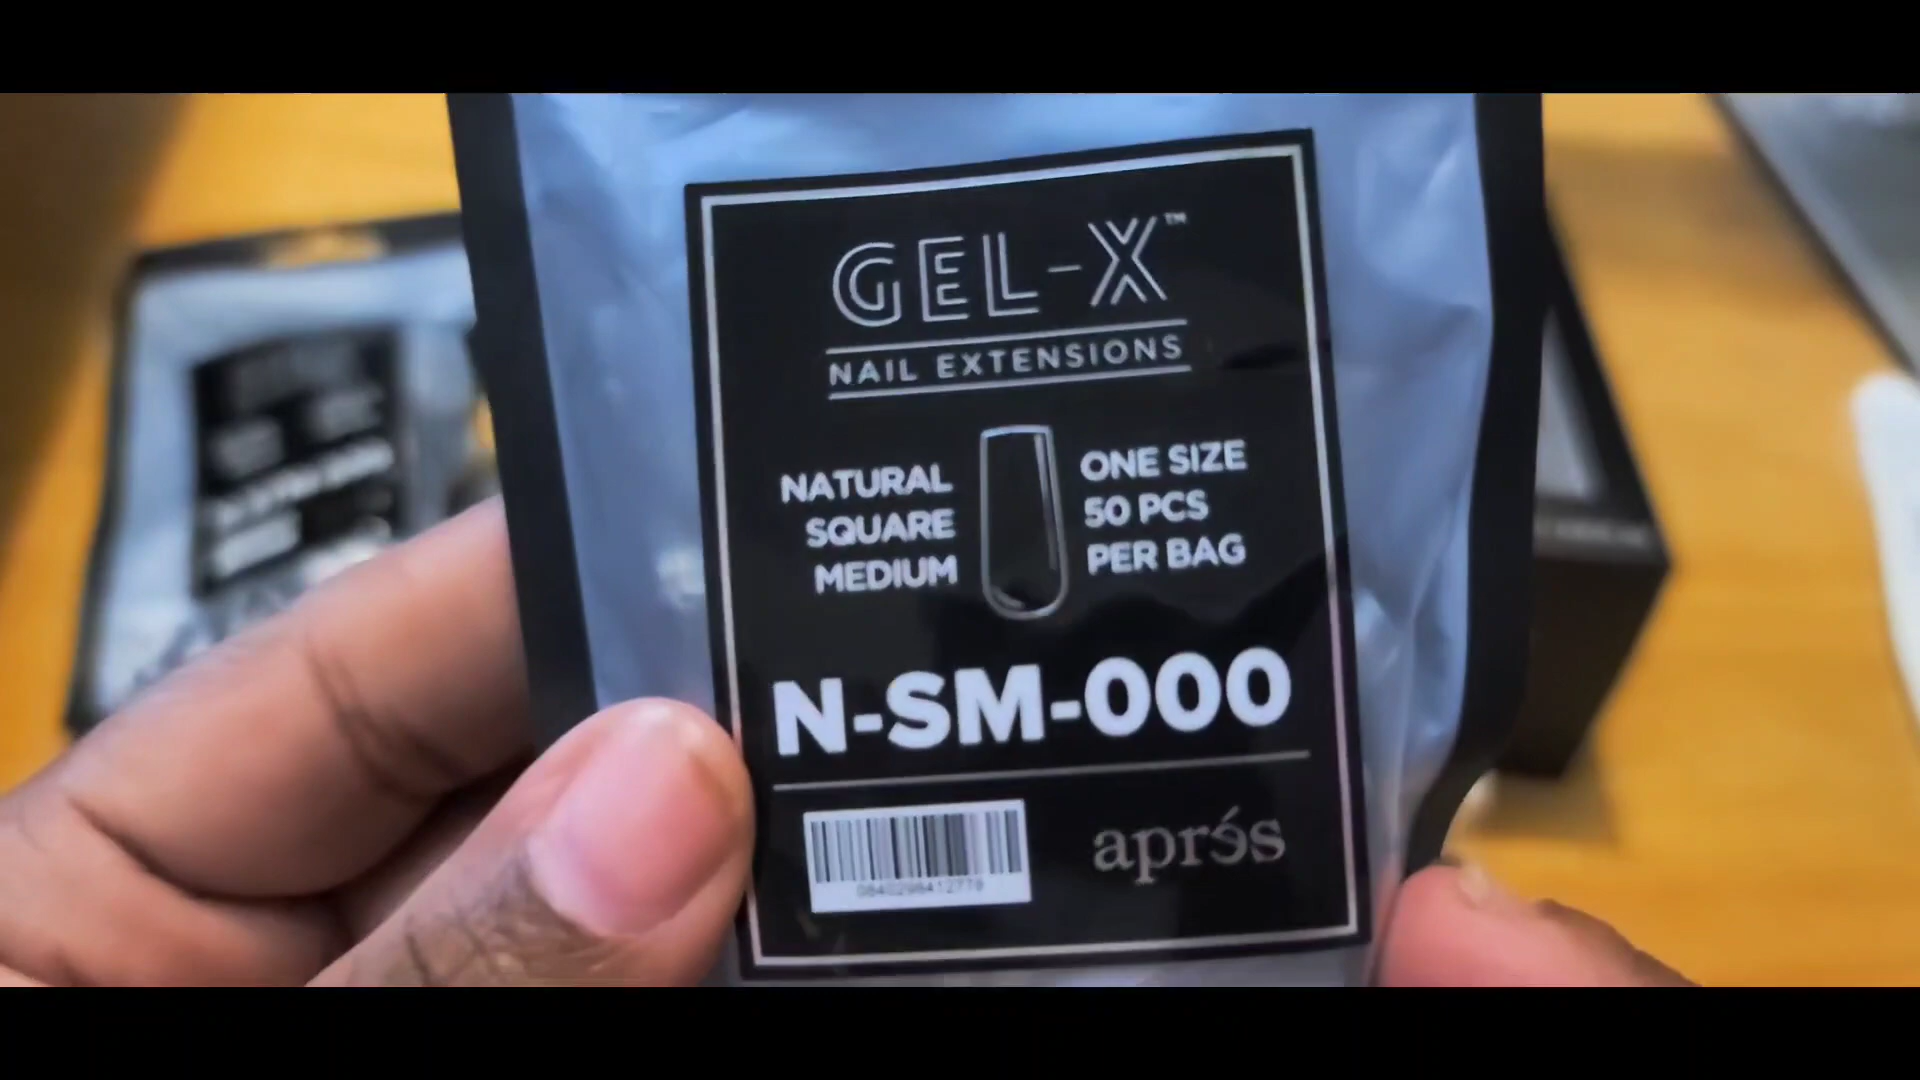 GEL-X™
NAIL EXTENSIONS
NATURAL
SQUARE
MEDIUM
ONE SIZE
50 PCS
PER BAG
N-SM-000
aprés